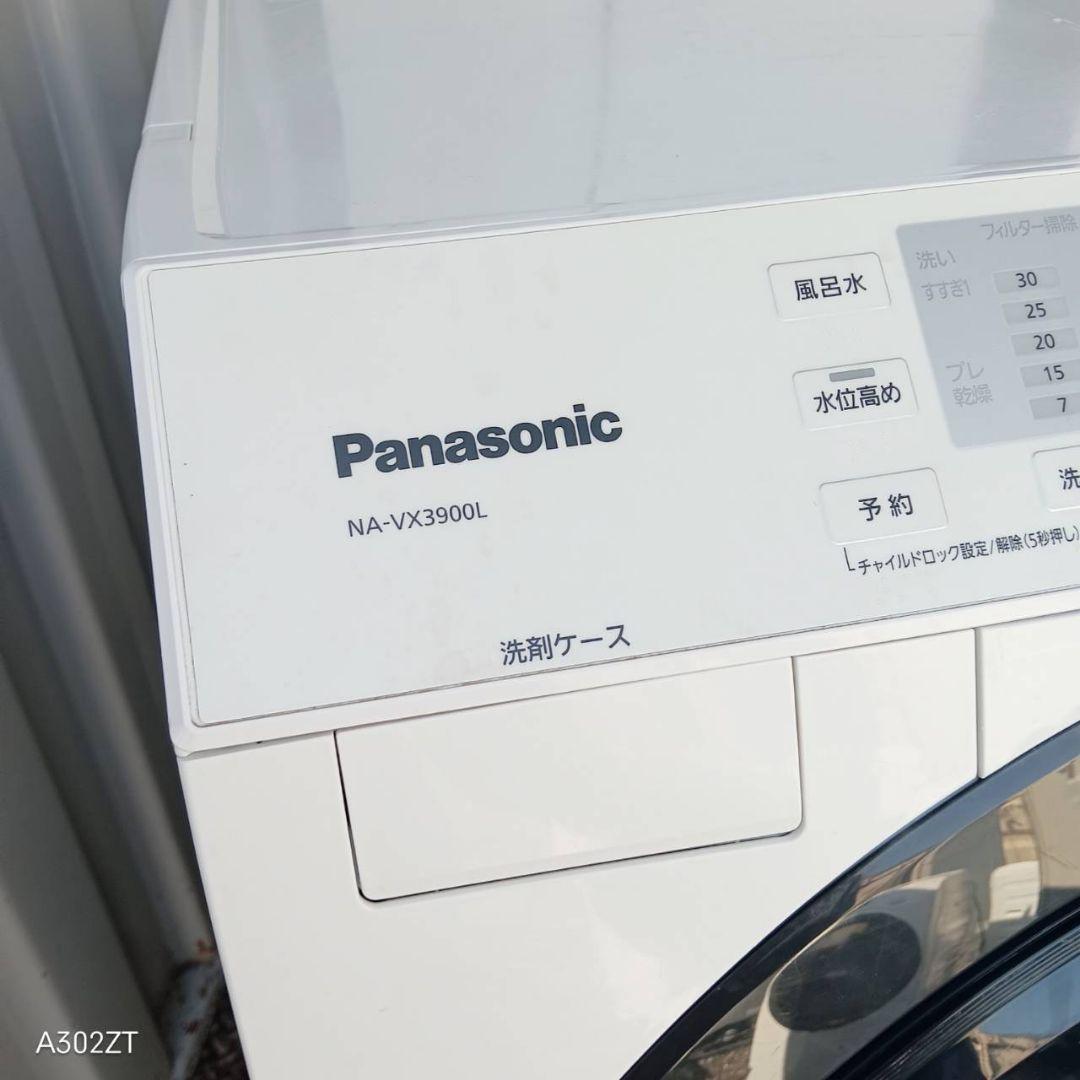 フィルター掃除
洗い
すすぎ1
30
25
20
プレ
乾燥
15
7
風呂水
水位高め
予約
洗
Lチャイルドロック設定/解除(5秒押し)
Panasonic
NA-VX3900L
洗剤ケース
A302ZT